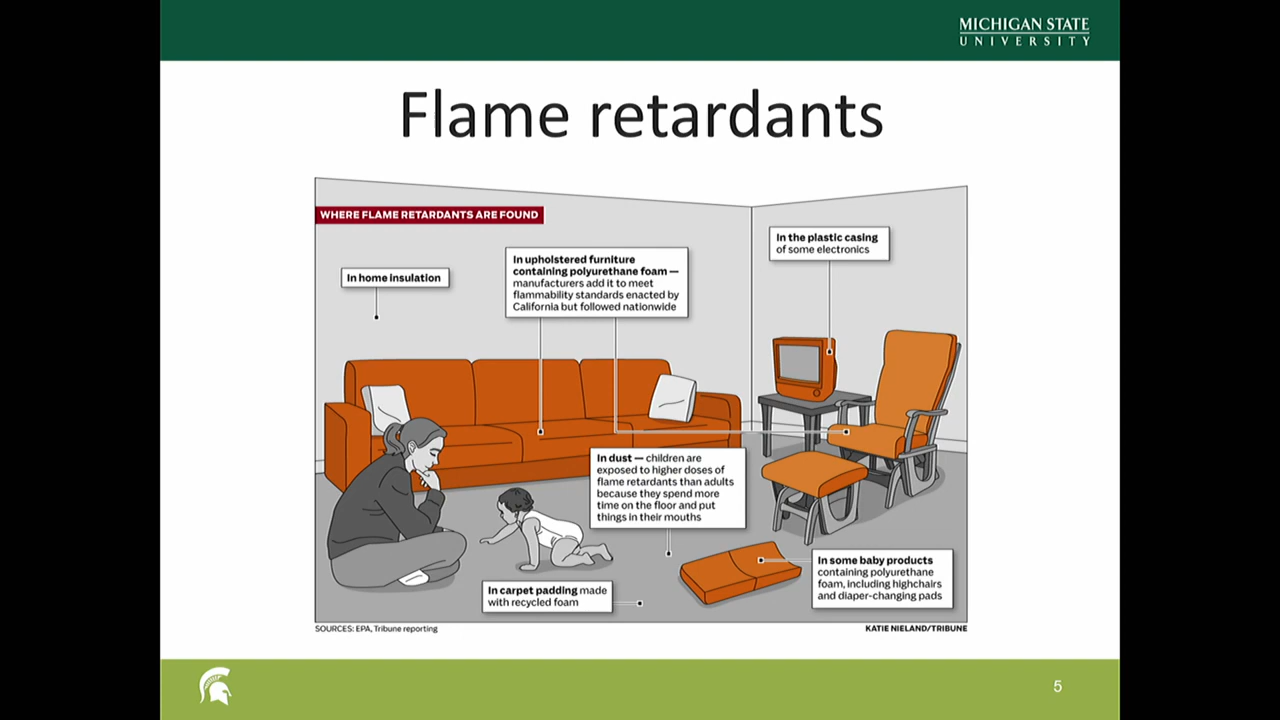 MICHIGAN STATE
UNIVERSITY
Flame retardants
WHERE FLAME RETARDANTS ARE FOUND
In home insulation
In upholstered furniture
containing polyurethane foam —
manufacturers add it to meet
flammability standards enacted by
California but followed nationwide
In the plastic casing
of some electronics
In dust — children are
exposed to higher doses of
flame retardants than adults
because they spend more
time on the floor and put
things in their mouths
In carpet padding made
with recycled foam
In some baby products
containing polyurethane
foam, including highchairs
and diaper-changing pads
SOURCES: EPA, Tribune reporting
KATIE NIELAND/TRIBUNE
5